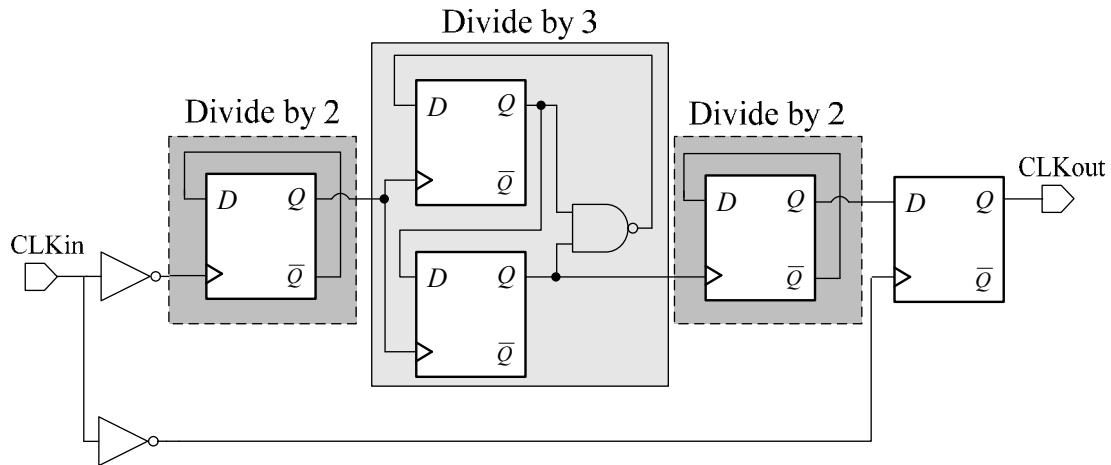 Divide by 3
Divide by 2
D
Q
Q̅
CLKin
D
Q
Q̅
D
Q
Q̅
Divide by 2
D
Q
Q̅
D
Q
Q̅
CLKout